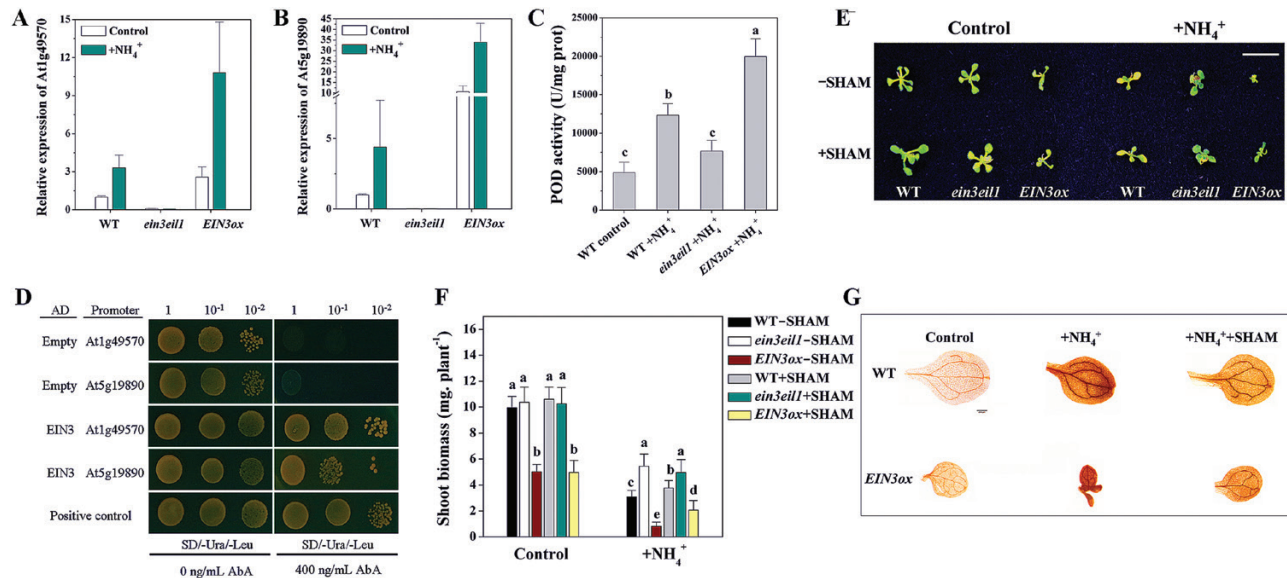 A
Relative expression of At1g49570
15
12
9
6
3
0
Control
+NH₄⁺
WT
ein3eil1
EIN3ox
B
Relative expression of At5g19890
45
40
35
30
25
20
15
10
5
0
Control
+NH₄⁺
WT
ein3eil1
EIN3ox
C
POD activity (U/mg prot)
25000
20000
15000
10000
5000
0
c
b
c
a
WT control
WT +NH₄⁺
ein3eil1 +NH₄⁺
EIN3ox +NH₄⁺
E
Control +NH₄⁺
−SHAM
+SHAM
WT ein3eil1 EIN3ox WT ein3eil1 EIN3ox
D
AD Promoter 1 10⁻¹ 10⁻² 1 10⁻¹ 10⁻²
Empty At1g49570
Empty At5g19890
EIN3 At1g49570
EIN3 At5g19890
Positive control
SD/-Ura/-Leu SD/-Ura/-Leu
0 ng/mL AbA 400 ng/mL AbA
F
Shoot biomass (mg. plant⁻¹)
16
14
12
10
8
6
4
2
0
a a b a a b
c a e b a d
Control +NH₄⁺
WT−SHAM
ein3eil1−SHAM
EIN3ox−SHAM
WT+SHAM
ein3eil1+SHAM
EIN3ox+SHAM
G
Control +NH₄⁺ +NH₄⁺+SHAM
WT
EIN3ox